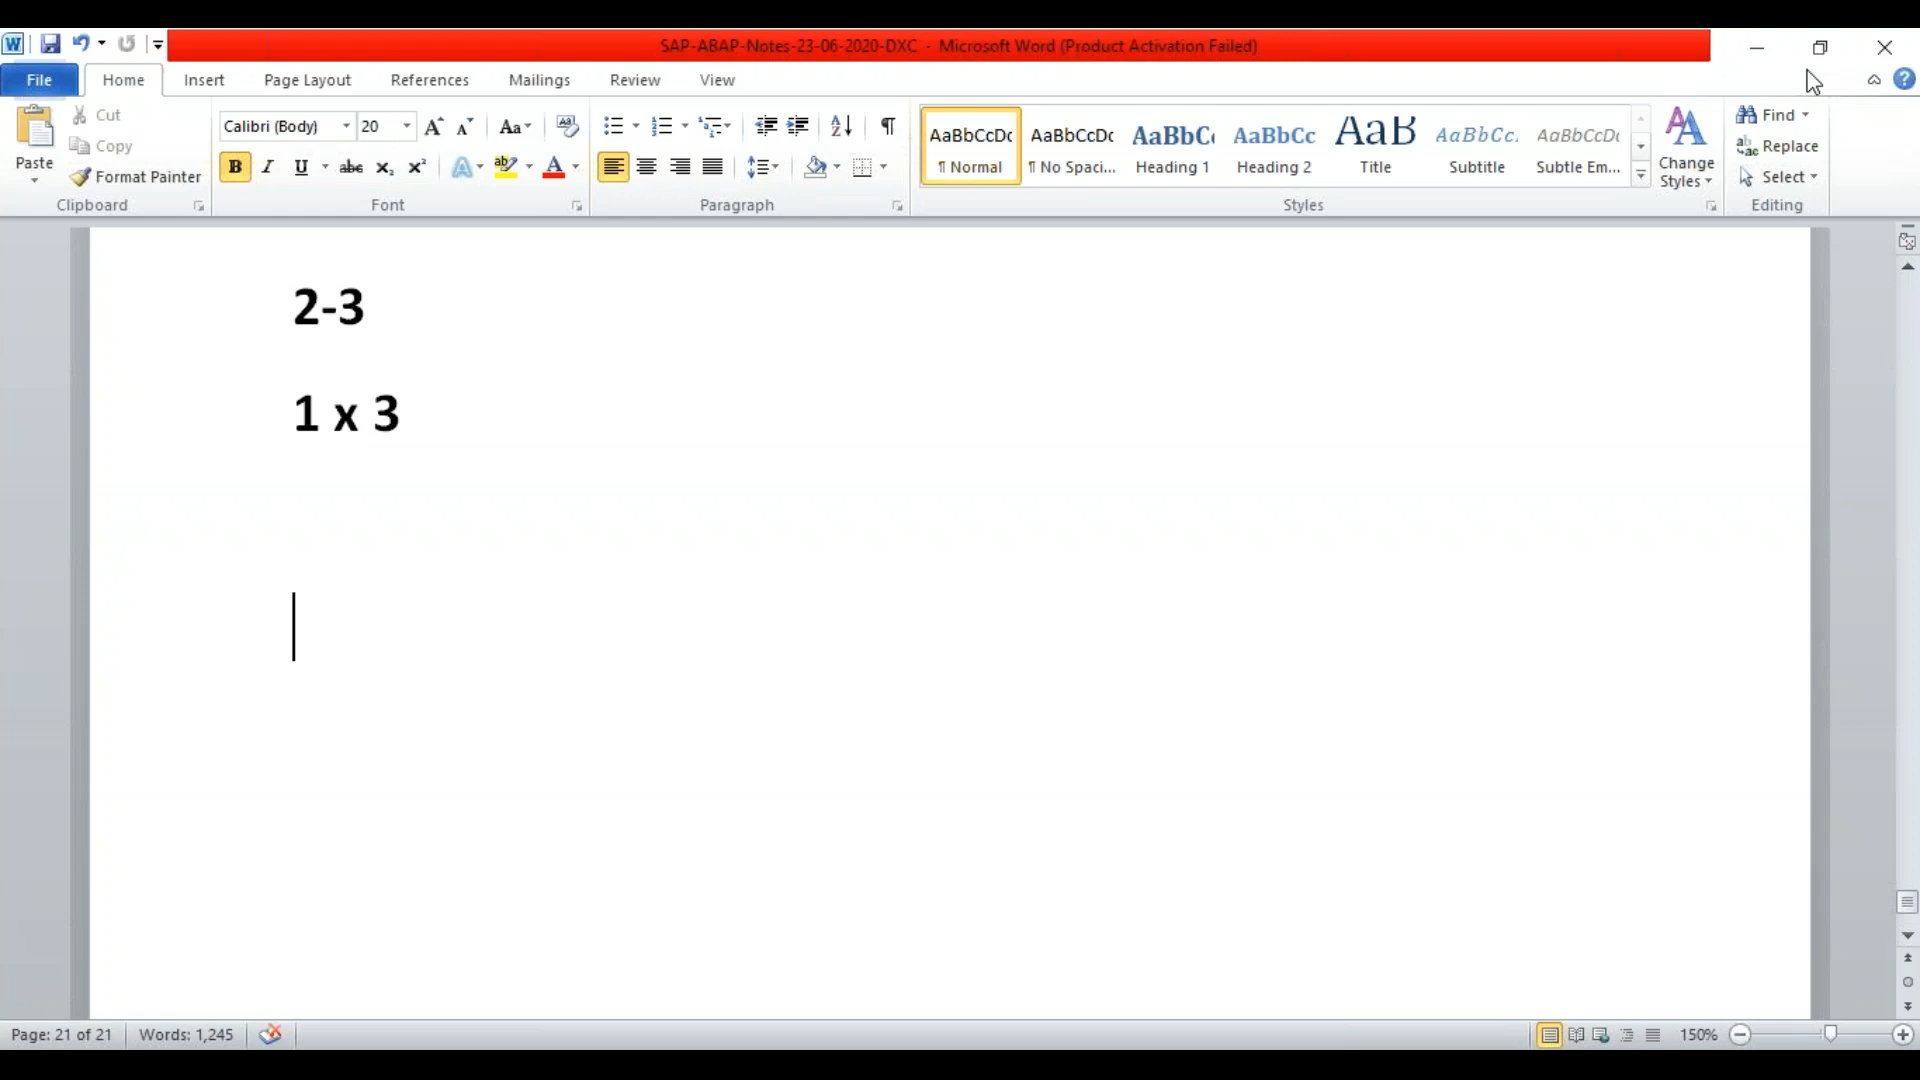 SAP-ABAP-Notes-23-06-2020-DXC - Microsoft Word (Product Activation Failed)
File Home Insert Page Layout References Mailings Review View
Paste
Cut
Copy
Format Painter
Clipboard
Calibri (Body) 20
Font
Paragraph
AaBbCcDc AaBbCcDc AaBbC AaBbCc AaB AaBbCc. AaBbCcDc
¶ Normal ¶ No Spaci... Heading 1 Heading 2 Title Subtitle Subtle Em...
Change Styles
Styles
Find
Replace
Select
Editing
2-3
1 x 3
Page: 21 of 21 Words: 1,245 150%